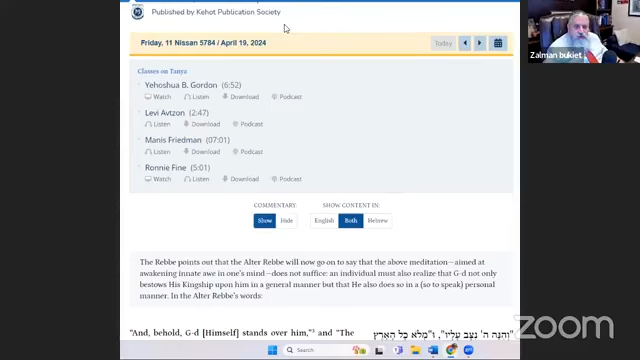 Published by Kehot Publication Society
Friday, 11 Nissan 5784 / April 19, 2024
Today
Zalman bukiet
Classes on Tanya
Yehoshua B. Gordon (6:52)
Watch Listen Download Podcast
Levi Avtzon (2:47)
Listen Download Podcast
Manis Friedman (07:01)
Listen Download Podcast
Ronnie Fine (5:01)
Watch Listen Download Podcast
COMMENTARY: SHOW CONTENT IN:
Show Hide English Both Hebrew
The Rebbe points out that the Alter Rebbe will now go on to say that the above meditation—aimed at
awakening innate awe in one's mind—does not suffice: an individual must also realize that G-d not only
bestows His Kingship upon him in a general manner but that He also does so in a (so to speak) personal
manner. In the Alter Rebbe's words:
"And, behold, G-d [Himself] stands over him,"³ and "The
"וְהִנֵּה ה' נִצָּב עָלָיו", וּ"מְלֹא כָל הָאָרֶץ
zoom
Search